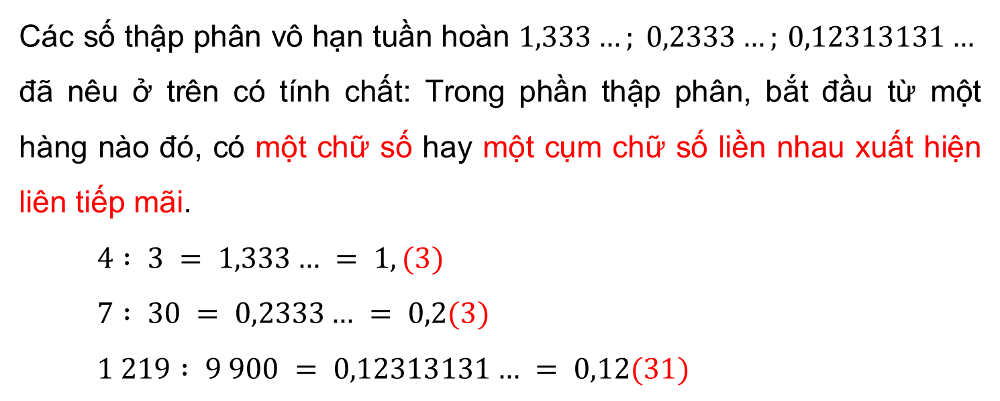 Các số thập phân vô hạn tuần hoàn 1,333 ... ; 0,2333 ... ; 0,12313131 ...
đã nêu ở trên có tính chất: Trong phần thập phân, bắt đầu từ một
hàng nào đó, có một chữ số hay một cụm chữ số liền nhau xuất hiện
liên tiếp mãi.
4 : 3 = 1,333 ... = 1, (3)
7 : 30 = 0,2333 ... = 0,2(3)
1 219 : 9 900 = 0,12313131 ... = 0,12(31)